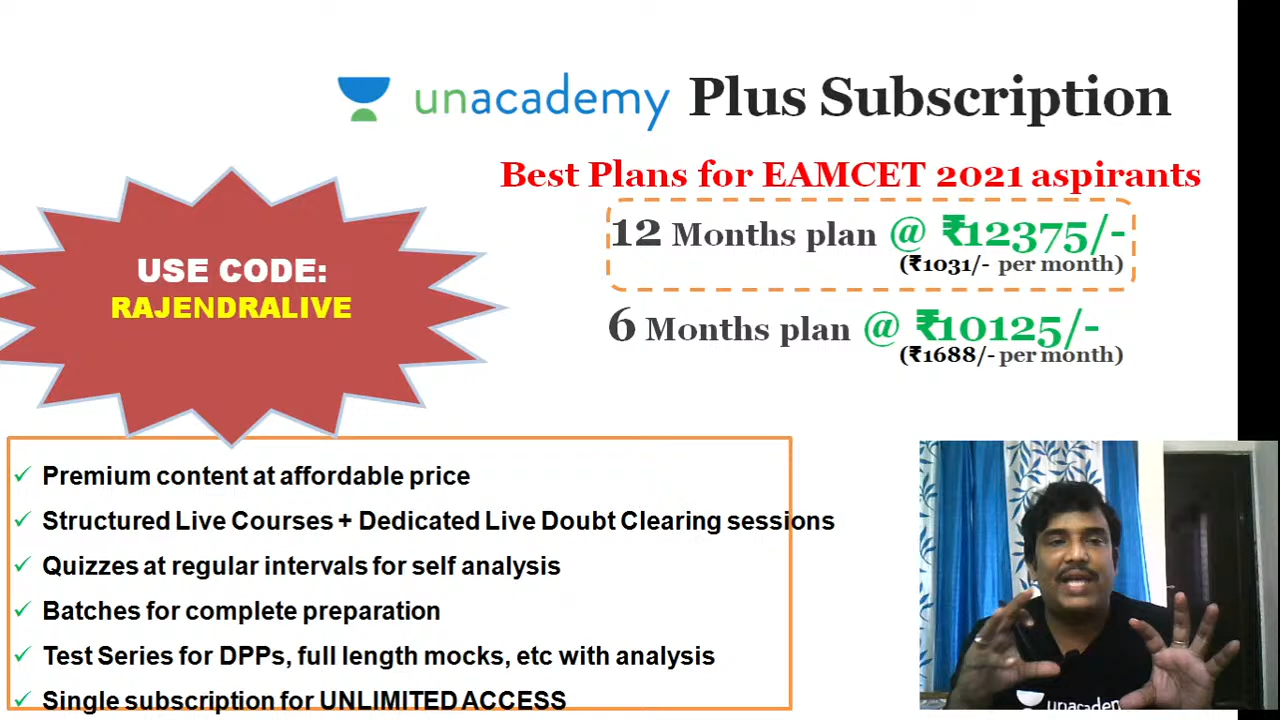 unacademy Plus Subscription
Best Plans for EAMCET 2021 aspirants
12 Months plan @ ₹12375/-
(₹1031/- per month)
USE CODE:
RAJENDRALIVE
6 Months plan @ ₹10125/-
(₹1688/- per month)
✓ Premium content at affordable price
✓ Structured Live Courses + Dedicated Live Doubt Clearing sessions
✓ Quizzes at regular intervals for self analysis
✓ Batches for complete preparation
✓ Test Series for DPPs, full length mocks, etc with analysis
✓ Single subscription for UNLIMITED ACCESS
unacademy